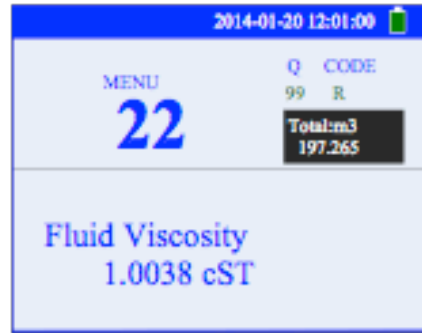 2014-01-20 12:01:00
MENU
22
Q CODE
99 R
Total:m3
197.265
Fluid Viscosity
1.0038 cST